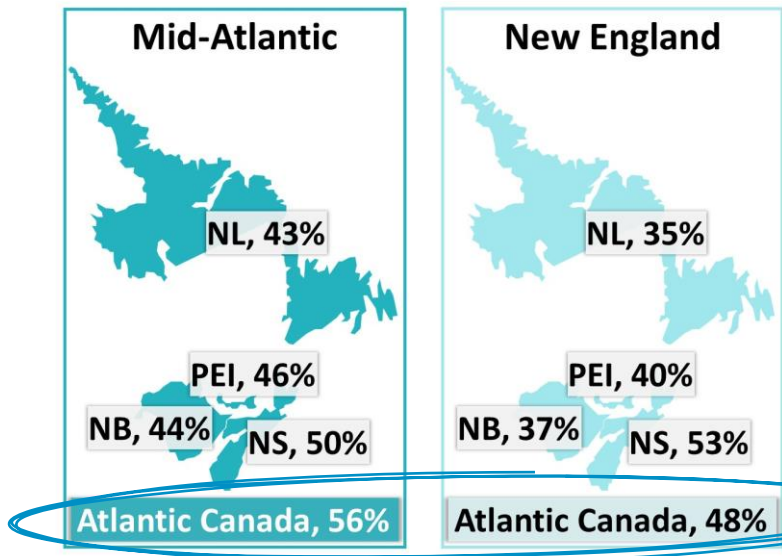 Mid-Atlantic
NL, 43%
PEI, 46%
NB, 44%
NS, 50%
Atlantic Canada, 56%
New England
NL, 35%
PEI, 40%
NB, 37%
NS, 53%
Atlantic Canada, 48%